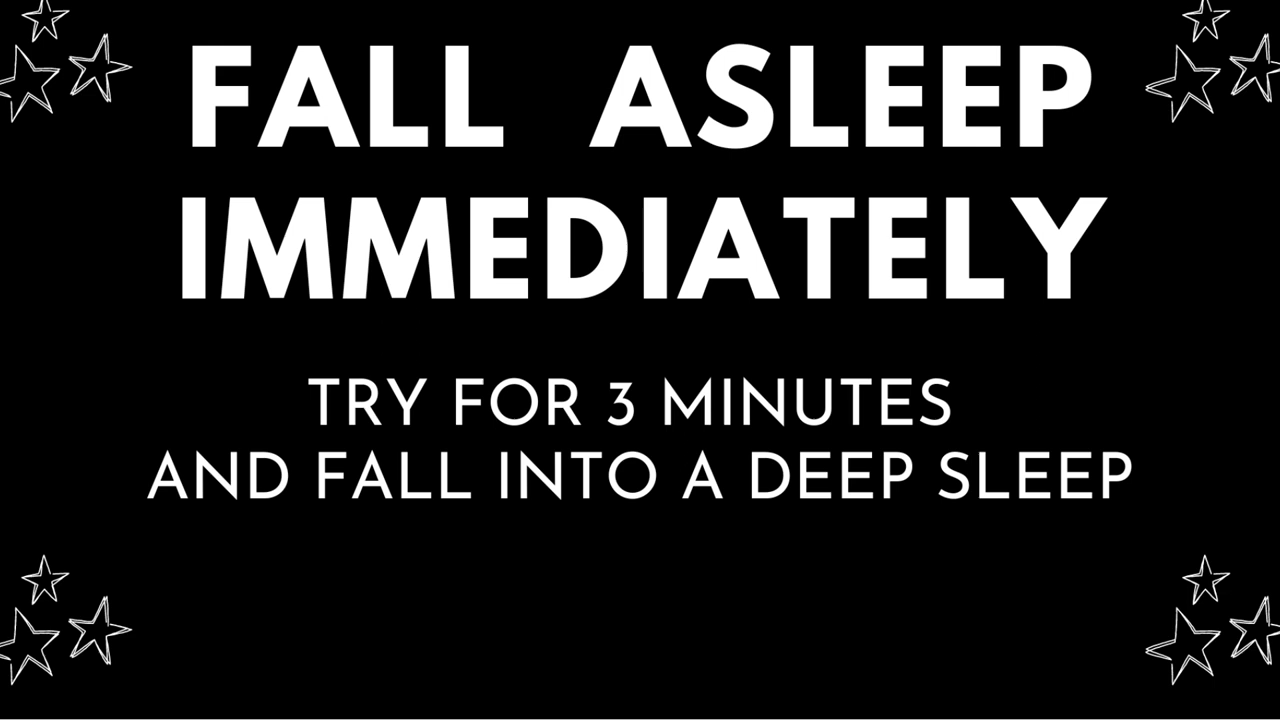 FALL ASLEEP
IMMEDIATELY
TRY FOR 3 MINUTES
AND FALL INTO A DEEP SLEEP